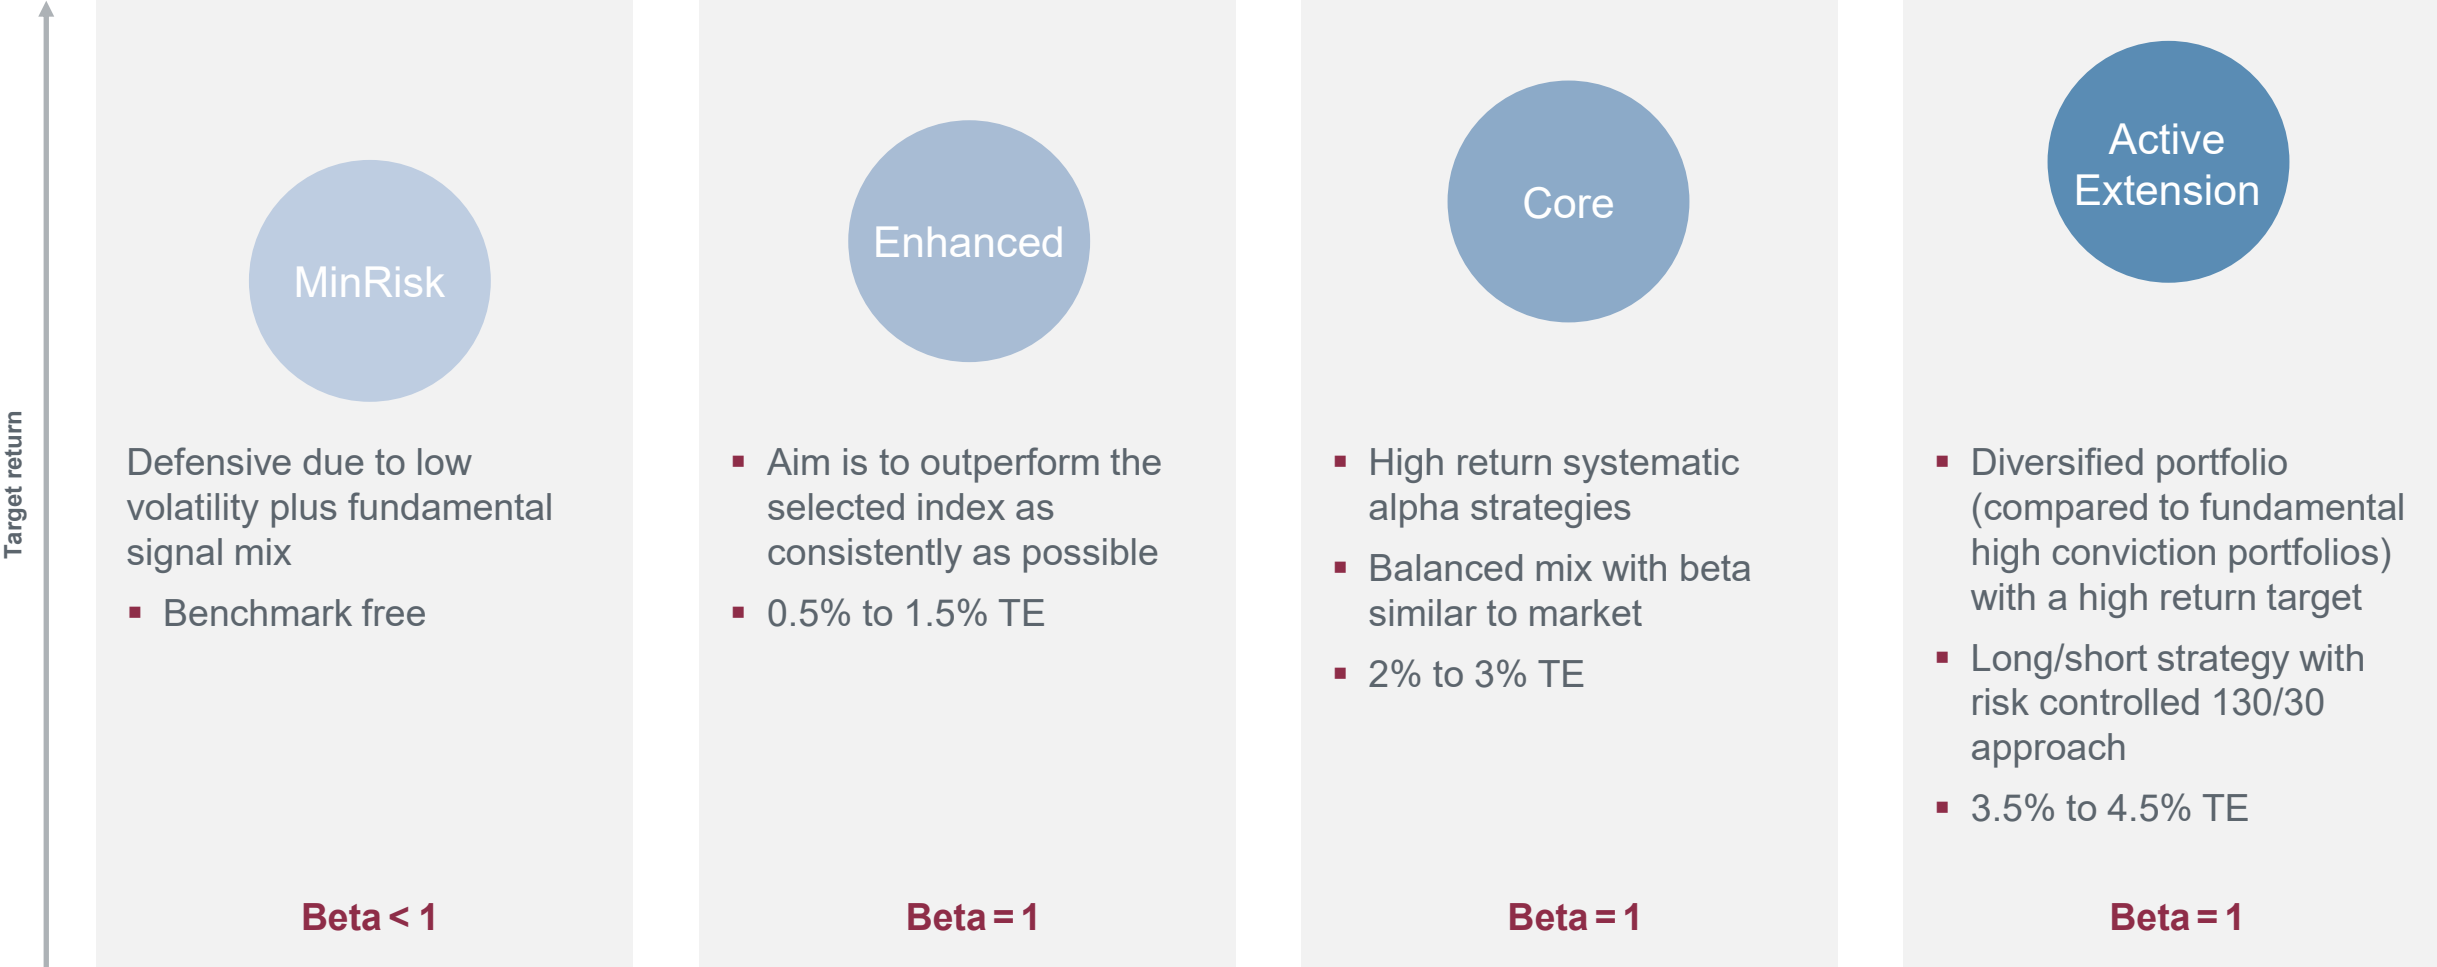 Target return
MinRisk
Defensive due to low
volatility plus fundamental
signal mix
▪ Benchmark free
Beta < 1
Enhanced
▪ Aim is to outperform the
selected index as
consistently as possible
▪ 0.5% to 1.5% TE
Beta = 1
Core
▪ High return systematic
alpha strategies
▪ Balanced mix with beta
similar to market
▪ 2% to 3% TE
Beta = 1
Active
Extension
▪ Diversified portfolio
(compared to fundamental
high conviction portfolios)
with a high return target
▪ Long/short strategy with
risk controlled 130/30
approach
▪ 3.5% to 4.5% TE
Beta = 1